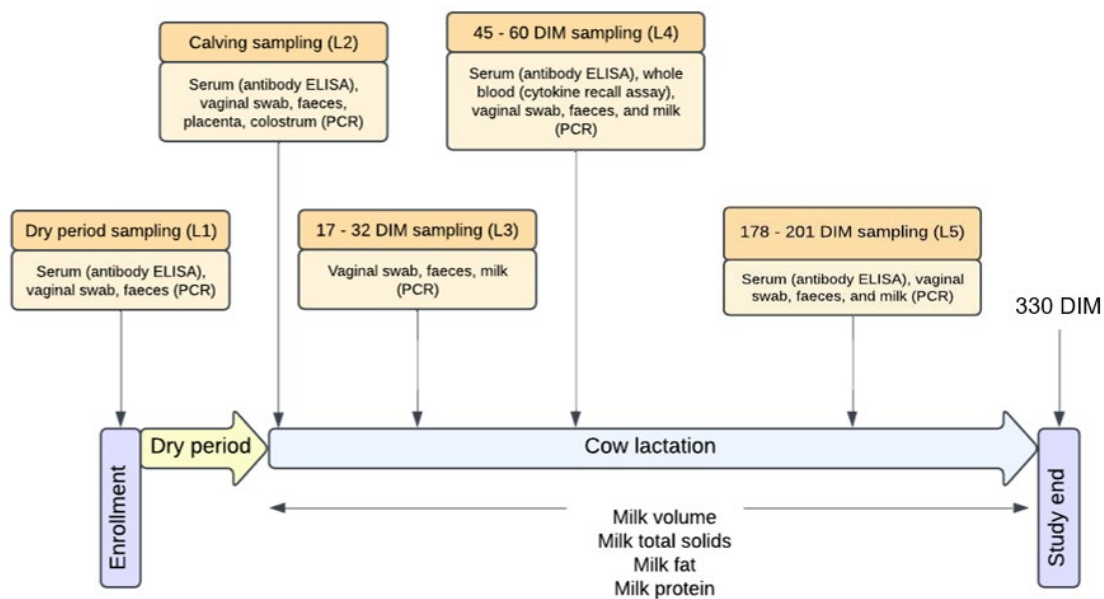 Calving sampling (L2)
Serum (antibody ELISA),
vaginal swab, faeces,
placenta, colostrum (PCR)
45 - 60 DIM sampling (L4)
Serum (antibody ELISA), whole
blood (cytokine recall assay),
vaginal swab, faeces, and milk
(PCR)
Dry period sampling (L1)
Serum (antibody ELISA),
vaginal swab, faeces (PCR)
17 - 32 DIM sampling (L3)
Vaginal swab, faeces, milk
(PCR)
178 - 201 DIM sampling (L5)
Serum (antibody ELISA), vaginal
swab, faeces, and milk (PCR)
330 DIM
Enrollment
Dry period
Cow lactation
Study end
Milk volume
Milk total solids
Milk fat
Milk protein